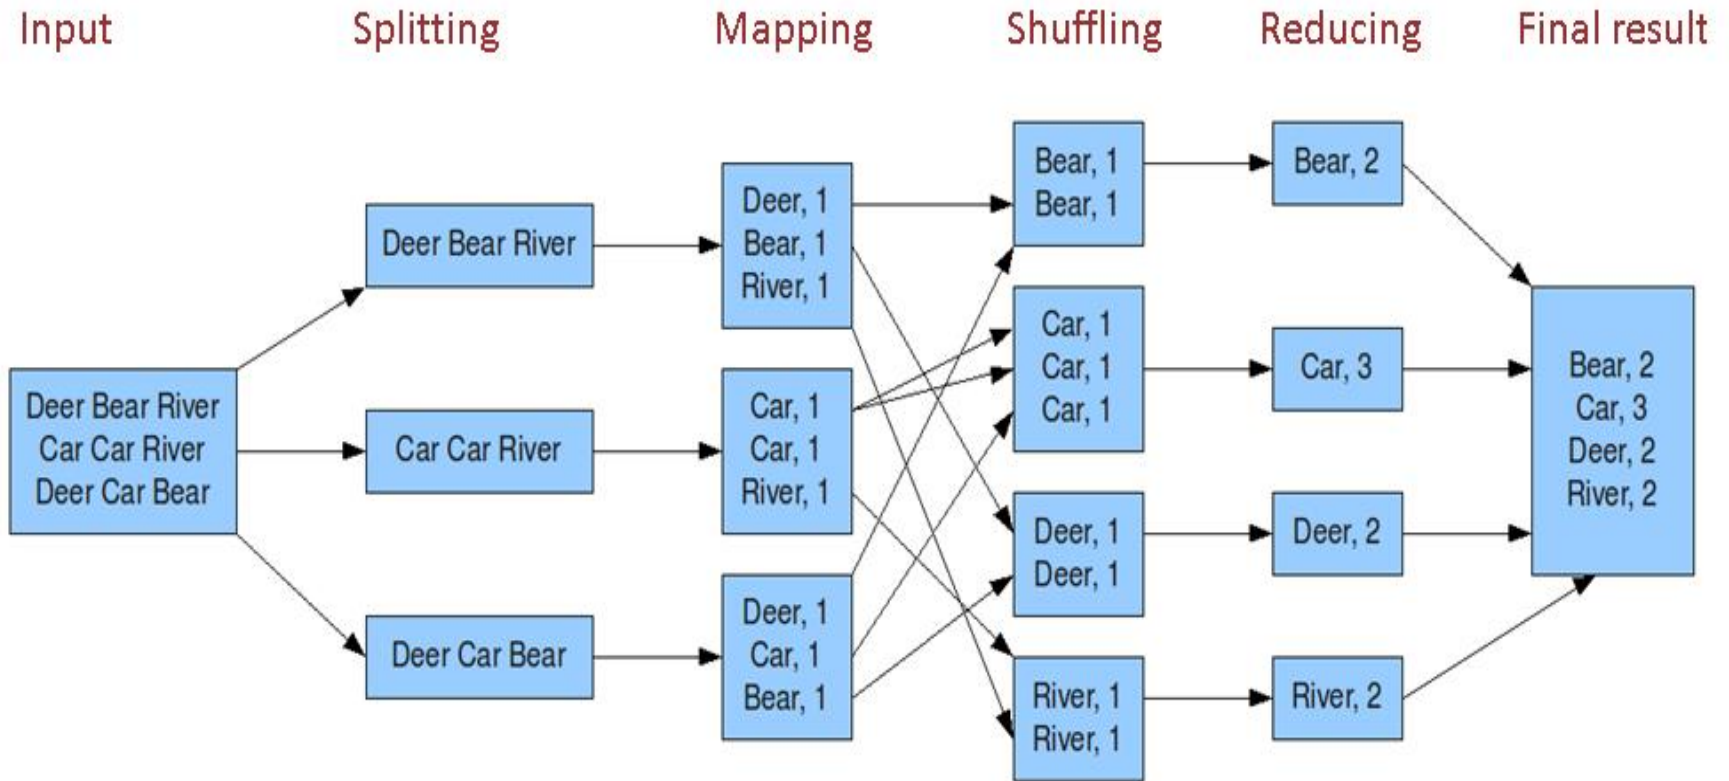 Input
Splitting
Mapping
Shuffling
Reducing
Final result
Deer Bear River
Car Car River
Deer Car Bear
Deer Bear River
Car Car River
Deer Car Bear
Deer, 1
Bear, 1
River, 1
Car, 1
Car, 1
River, 1
Deer, 1
Car, 1
Bear, 1
Bear, 1
Bear, 1
Car, 1
Car, 1
Car, 1
Deer, 1
Deer, 1
River, 1
River, 1
Bear, 2
Car, 3
Deer, 2
River, 2
Bear, 2
Car, 3
Deer, 2
River, 2